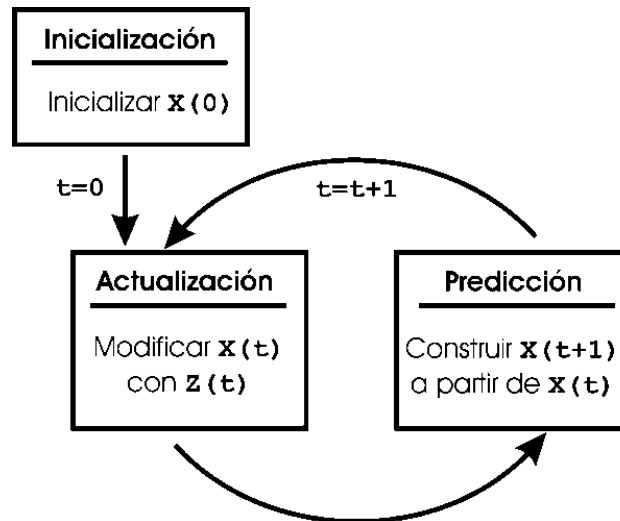 Inicialización
Inicializar X(0)
t=0
t=t+1
Actualización
Modificar X(t)
con Z(t)
Predicción
Construir X(t+1)
a partir de X(t)